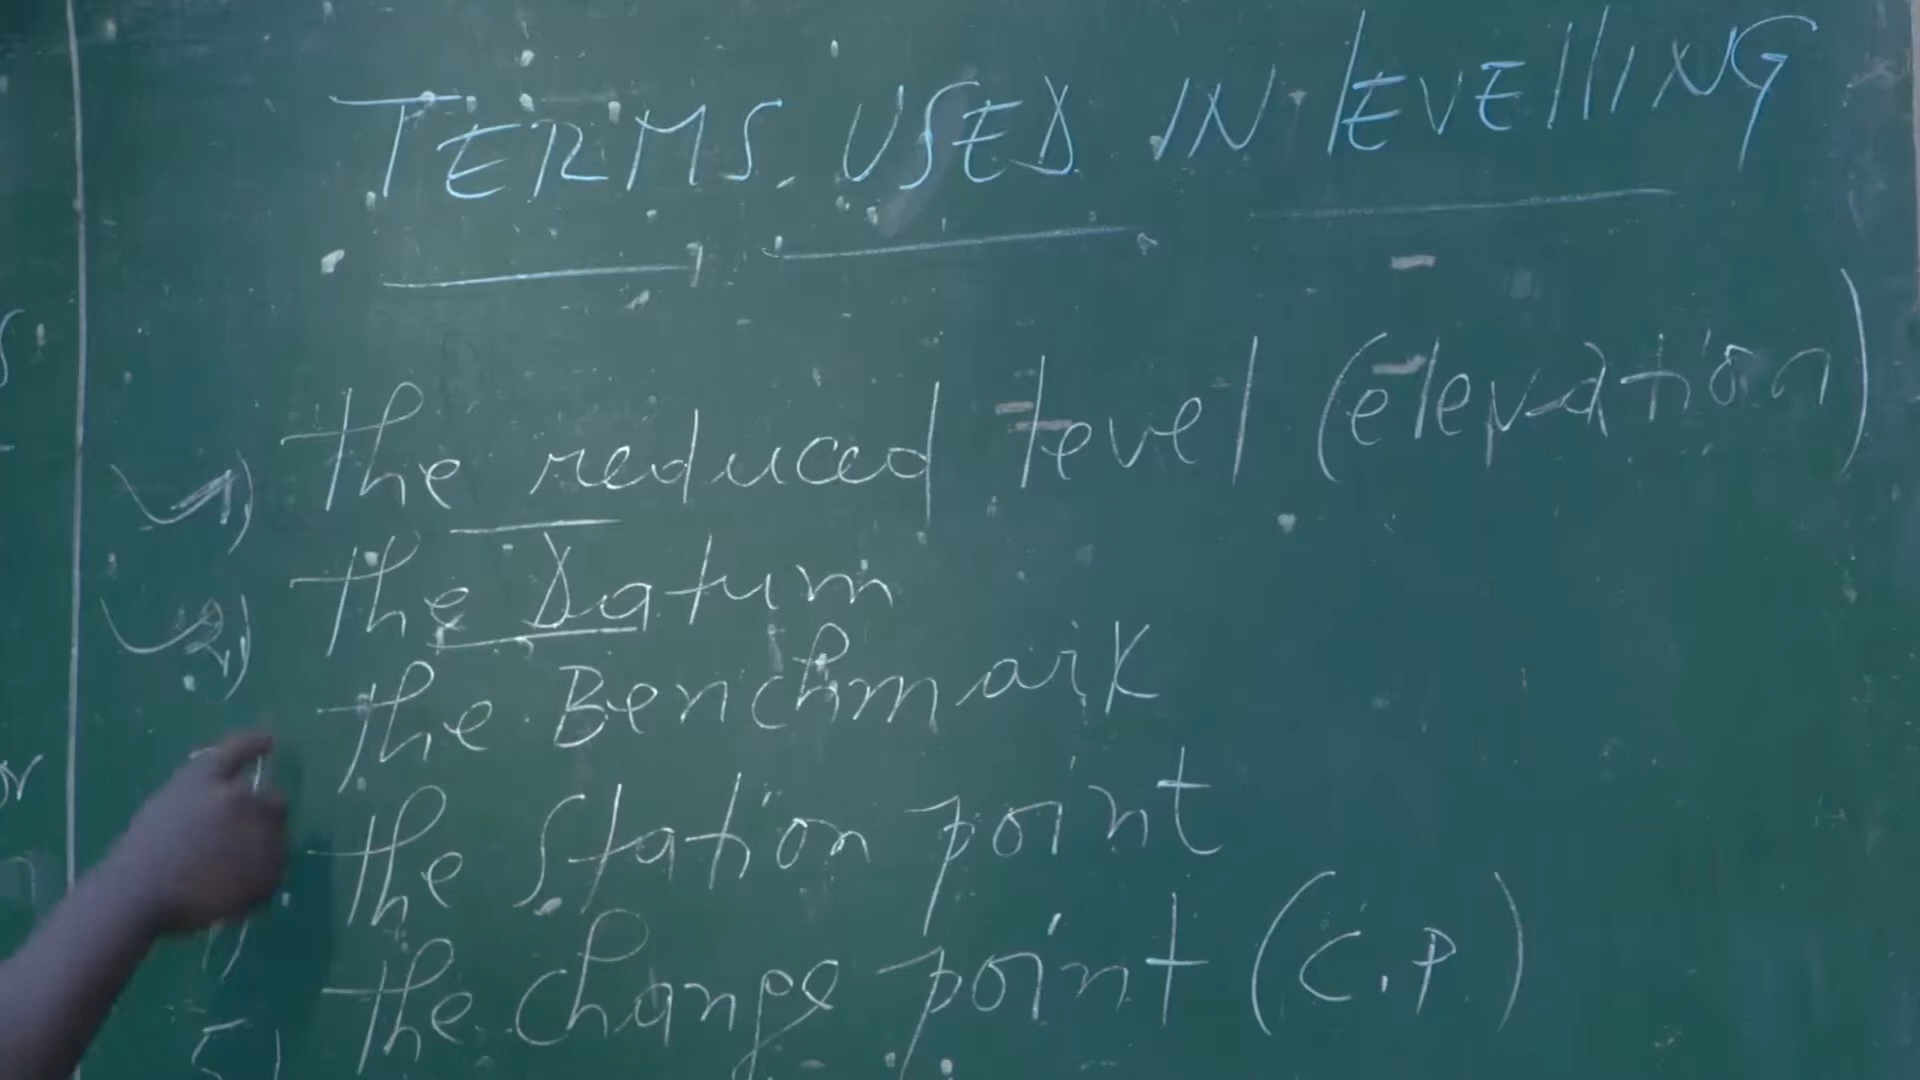 TERMS USED IN LEVELLING
1) the reduced level (elevation)
2) the Datum
the Benchmark
the Station point
the change point (C.P.)
5)